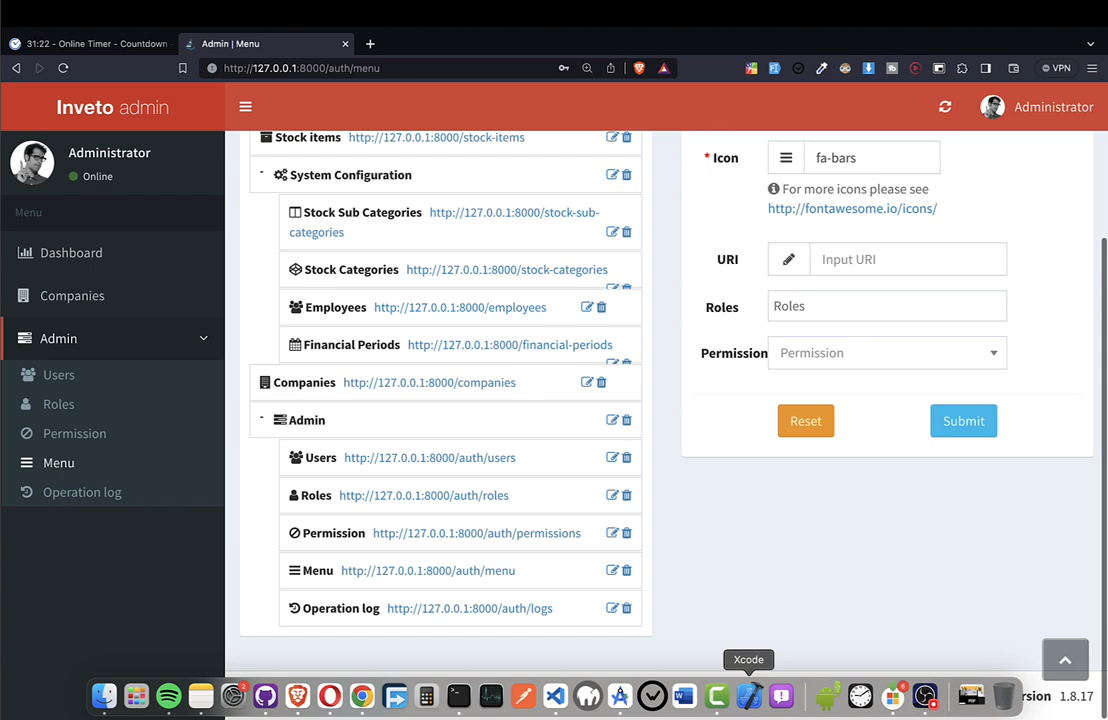 31:22 - Online Timer - Countdown
Admin | Menu
http://127.0.0.1:8000/auth/menu
VPN
Inveto admin
Administrator
Administrator
Online
Menu
Dashboard
Companies
Admin
Users
Roles
Permission
Menu
Operation log
Stock items http://127.0.0.1:8000/stock-items
System Configuration
Stock Sub Categories http://127.0.0.1:8000/stock-sub-
categories
Stock Categories http://127.0.0.1:8000/stock-categories
Employees http://127.0.0.1:8000/employees
Financial Periods http://127.0.0.1:8000/financial-periods
Companies http://127.0.0.1:8000/companies
Admin
Users http://127.0.0.1:8000/auth/users
Roles http://127.0.0.1:8000/auth/roles
Permission http://127.0.0.1:8000/auth/permissions
Menu http://127.0.0.1:8000/auth/menu
Operation log http://127.0.0.1:8000/auth/logs
* Icon fa-bars
For more icons please see
http://fontawesome.io/icons/
URI Input URI
Roles Roles
Permission Permission
Reset Submit
Xcode
2
6
rsion 1.8.17